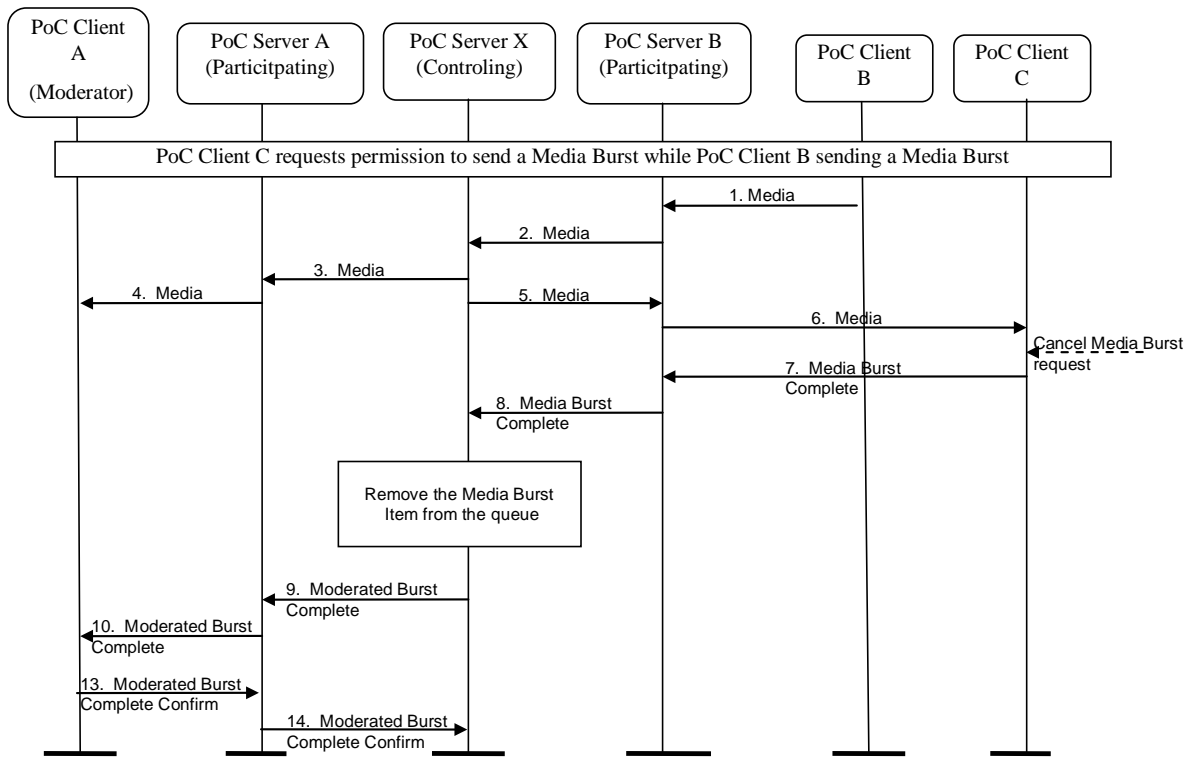 PoC Client
A
(Moderator)
PoC Server A
(Particitpating)
PoC Server X
(Controling)
PoC Server B
(Particitpating)
PoC Client
B
PoC Client
C
PoC Client C requests permission to send a Media Burst while PoC Client B sending a Media Burst
1. Media
2. Media
3. Media
4. Media
5. Media
6. Media
Cancel Media Burst
request
7. Media Burst
Complete
8. Media Burst
Complete
Remove the Media Burst
Item from the queue
9. Moderated Burst
Complete
10. Moderated Burst
Complete
13. Moderated Burst
Complete Confirm
14. Moderated Burst
Complete Confirm